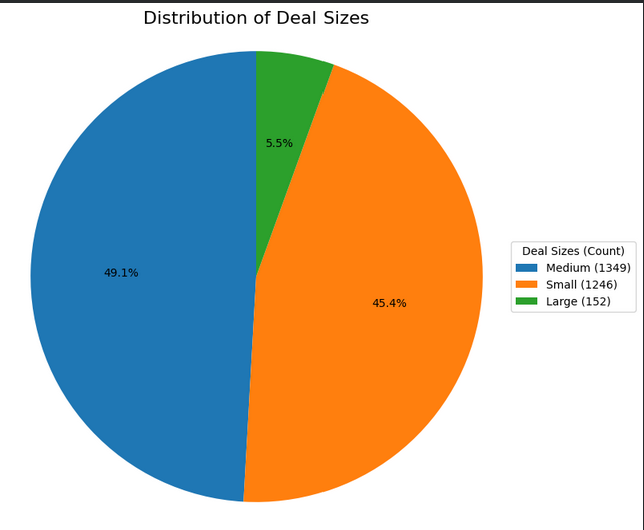 Distribution of Deal Sizes
5.5%
49.1%
45.4%
Deal Sizes (Count)
Medium (1349)
Small (1246)
Large (152)